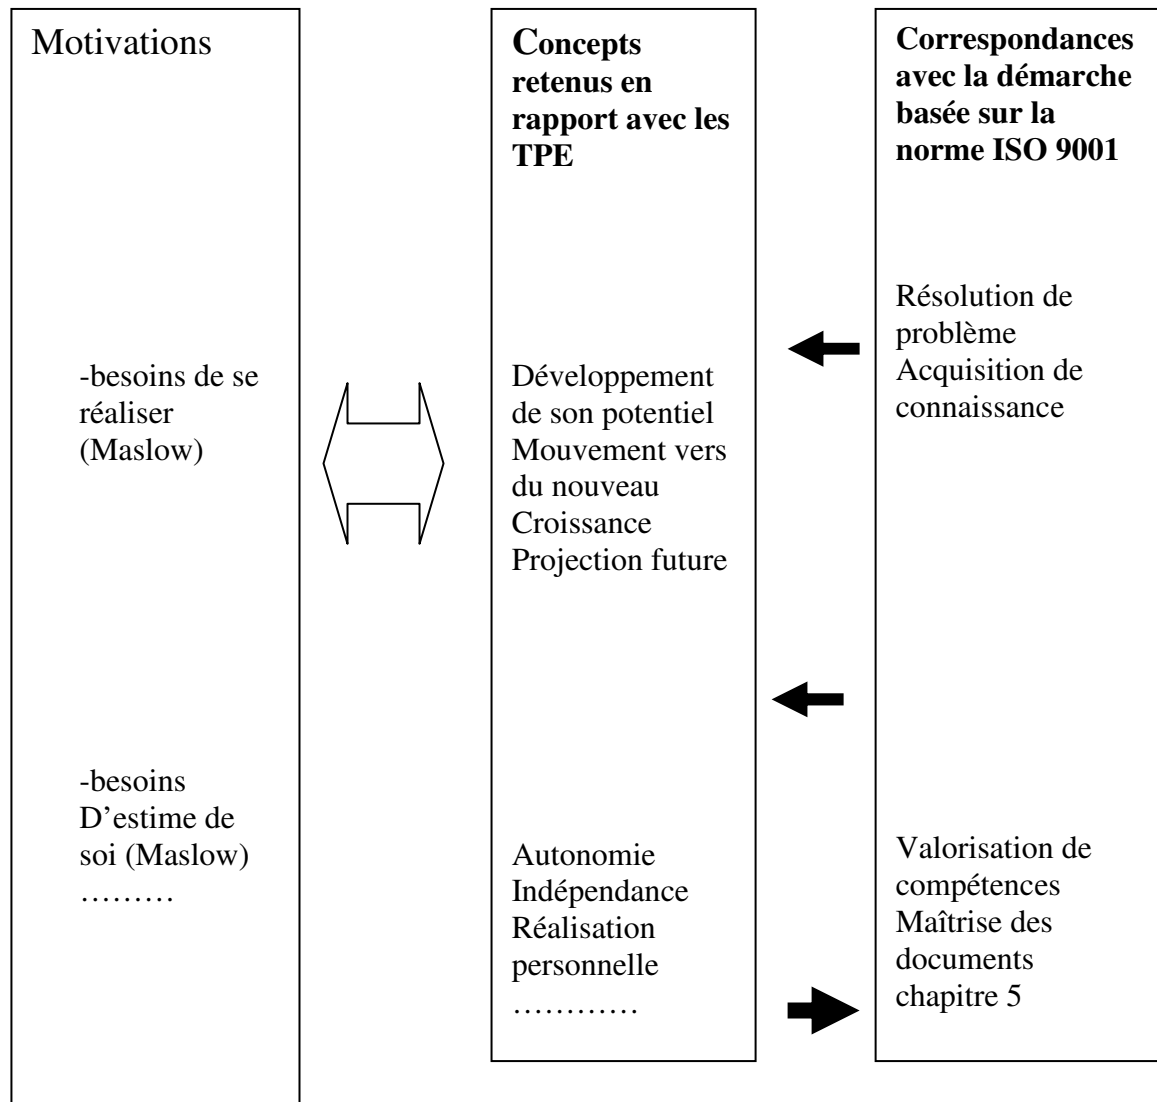 Motivations
-besoins de se
réaliser
(Maslow)
-besoins
D'estime de
soi (Maslow)
………
Concepts
retenus en
rapport avec les
TPE
Développement
de son potentiel
Mouvement vers
du nouveau
Croissance
Projection future
Autonomie
Indépendance
Réalisation
personnelle
…………
Correspondances
avec la démarche
basée sur la
norme ISO 9001
Résolution de
problème
Acquisition de
connaissance
Valorisation de
compétences
Maîtrise des
documents
chapitre 5